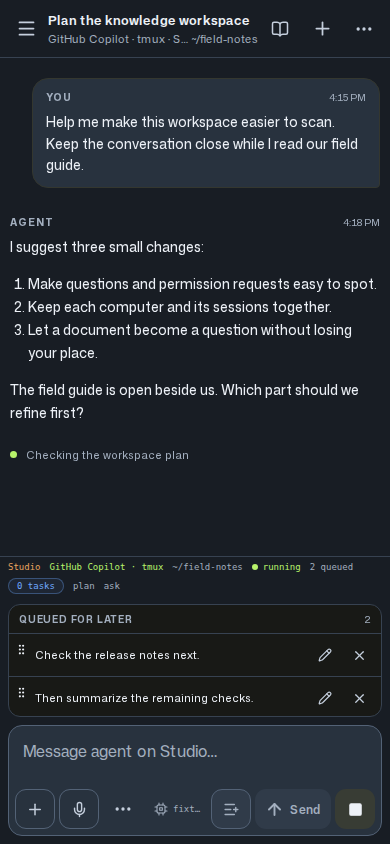 Plan the knowledge workspace
GitHub Copilot · tmux · S... ~/field-notes
YOU 4:15 PM
Help me make this workspace easier to scan.
Keep the conversation close while I read our field
guide.
AGENT 4:18 PM
I suggest three small changes:
1. Make questions and permission requests easy to spot.
2. Keep each computer and its sessions together.
3. Let a document become a question without losing
your place.
The field guide is open beside us. Which part should we
refine first?
Checking the workspace plan
Studio GitHub Copilot · tmux ~/field-notes running 2 queued
0 tasks plan ask
QUEUED FOR LATER 2
Check the release notes next.
Then summarize the remaining checks.
Message agent on Studio...
fixt... Send